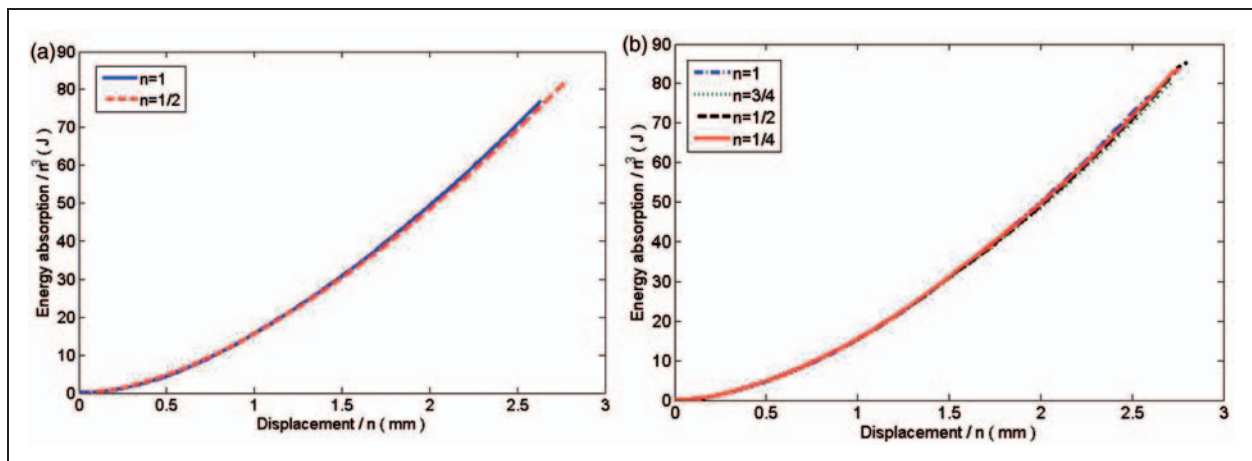 (a)
90
80
70
60
50
40
30
20
10
0
Energy absorption / n³ ( J )
n=1
n=1/2
0 0.5 1 1.5 2 2.5 3
Displacement / n ( mm )
(b)
90
80
70
60
50
40
30
20
10
0
Energy absorption / n³ ( J )
n=1
n=3/4
n=1/2
n=1/4
0 0.5 1 1.5 2 2.5 3
Displacement / n ( mm )